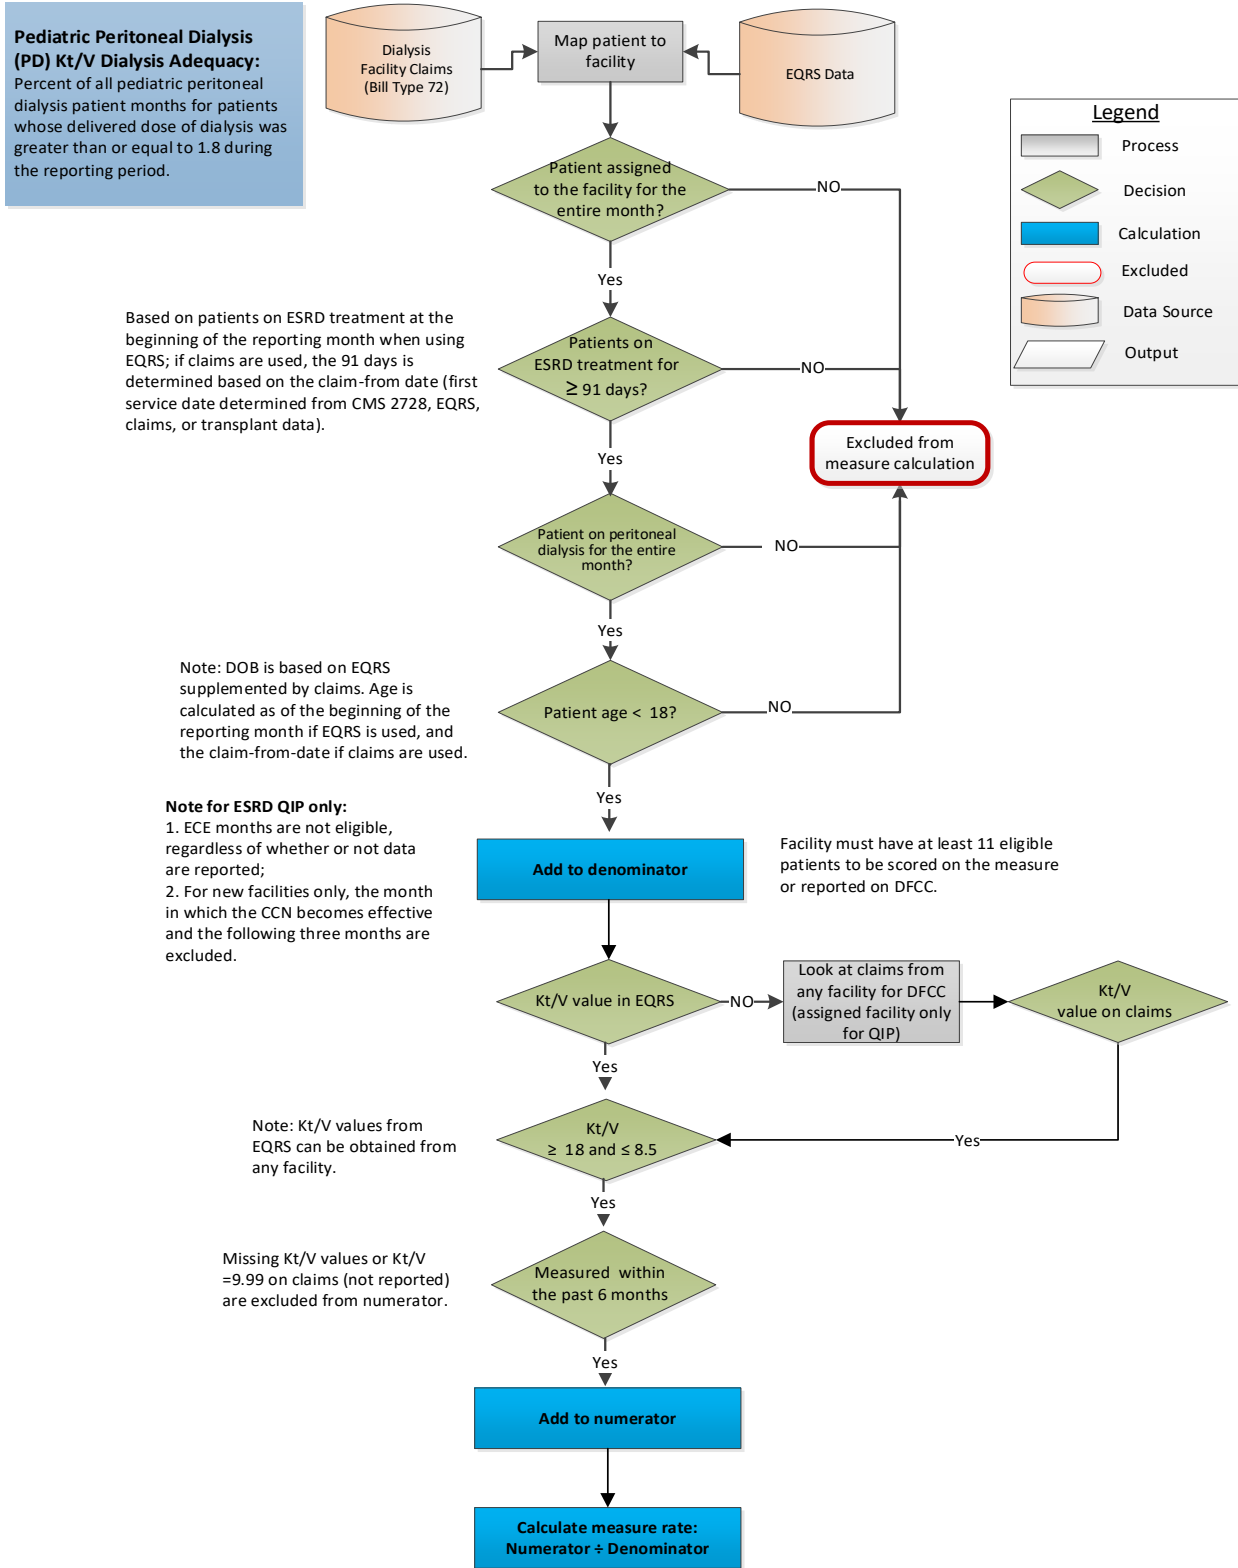 Pediatric Peritoneal Dialysis
(PD) Kt/V Dialysis Adequacy:
Percent of all pediatric peritoneal
dialysis patient months for patients
whose delivered dose of dialysis was
greater than or equal to 1.8 during
the reporting period.
Dialysis
Facility Claims
(Bill Type 72)
Map patient to
facility
EQRS Data
Legend
Process
Decision
Calculation
Excluded
Data Source
Output
Patient assigned
to the facility for the
entire month?
NO
Yes
Based on patients on ESRD treatment at the
beginning of the reporting month when using
EQRS; if claims are used, the 91 days is
determined based on the claim-from date (first
service date determined from CMS 2728, EQRS,
claims, or transplant data).
Patients on
ESRD treatment for
≥ 91 days?
NO
Yes
Excluded from
measure calculation
Patient on peritoneal
dialysis for the entire
month?
NO
Yes
Note: DOB is based on EQRS
supplemented by claims. Age is
calculated as of the beginning of the
reporting month if EQRS is used, and
the claim-from-date if claims are used.
Patient age < 18?
NO
Yes
Note for ESRD QIP only:
1. ECE months are not eligible,
regardless of whether or not data
are reported;
2. For new facilities only, the month
in which the CCN becomes effective
and the following three months are
excluded.
Add to denominator
Facility must have at least 11 eligible
patients to be scored on the measure
or reported on DFCC.
Kt/V value in EQRS
NO
Look at claims from
any facility for DFCC
(assigned facility only
for QIP)
Kt/V
value on claims
Yes
Note: Kt/V values from
EQRS can be obtained from
any facility.
Kt/V
≥ 18 and ≤ 8.5
Yes
Yes
Missing Kt/V values or Kt/V
=9.99 on claims (not reported)
are excluded from numerator.
Measured within
the past 6 months
Yes
Add to numerator
Calculate measure rate:
Numerator ÷ Denominator